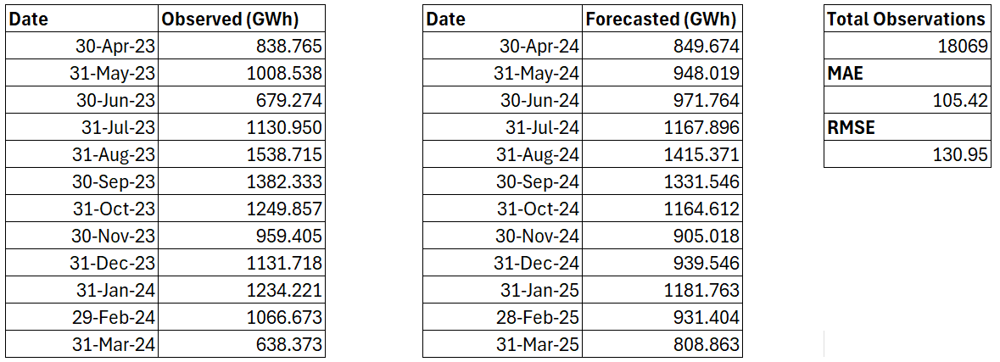 Date Observed (GWh)
30-Apr-23 838.765
31-May-23 1008.538
30-Jun-23 679.274
31-Jul-23 1130.950
31-Aug-23 1538.715
30-Sep-23 1382.333
31-Oct-23 1249.857
30-Nov-23 959.405
31-Dec-23 1131.718
31-Jan-24 1234.221
29-Feb-24 1066.673
31-Mar-24 638.373
Date Forecasted (GWh)
30-Apr-24 849.674
31-May-24 948.019
30-Jun-24 971.764
31-Jul-24 1167.896
31-Aug-24 1415.371
30-Sep-24 1331.546
31-Oct-24 1164.612
30-Nov-24 905.018
31-Dec-24 939.546
31-Jan-25 1181.763
28-Feb-25 931.404
31-Mar-25 808.863
Total Observations
18069
MAE
105.42
RMSE
130.95